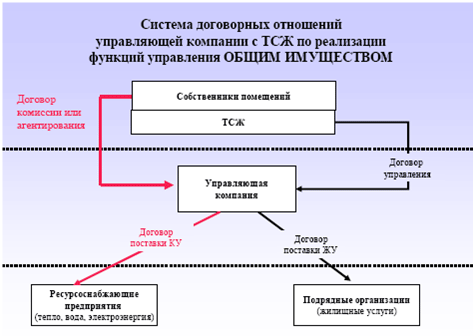 Система договорных отношений
управляющей компании с ТСЖ по реализации
функций управления ОБЩИМ ИМУЩЕСТВОМ
Договор
комиссии или
агентирования
Собственники помещений
ТСЖ
Договор
управления
Управляющая
компания
Договор
поставки КУ
Договор
поставки ЖУ
Ресурсоснабжающие
предприятия
(тепло, вода, электроэнергия)
Подрядные организации
(жилищные услуги)